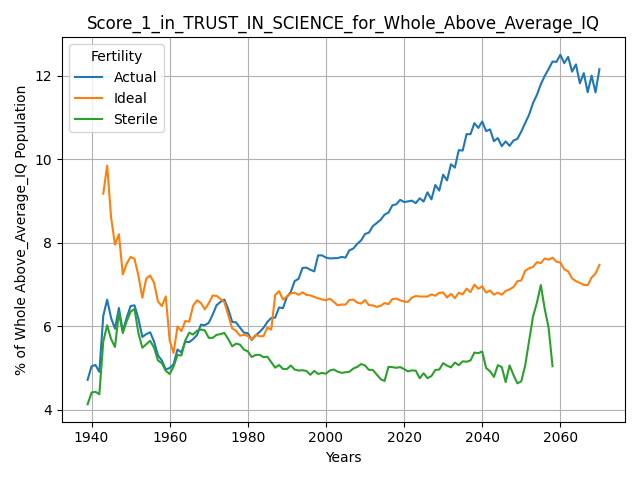 Score_1_in_TRUST_IN_SCIENCE_for_Whole_Above_Average_IQ
Fertility
Actual
Ideal
Sterile
% of Whole Above_Average_IQ Population
12
10
8
6
4
1940 1960 1980 2000 2020 2040 2060
Years